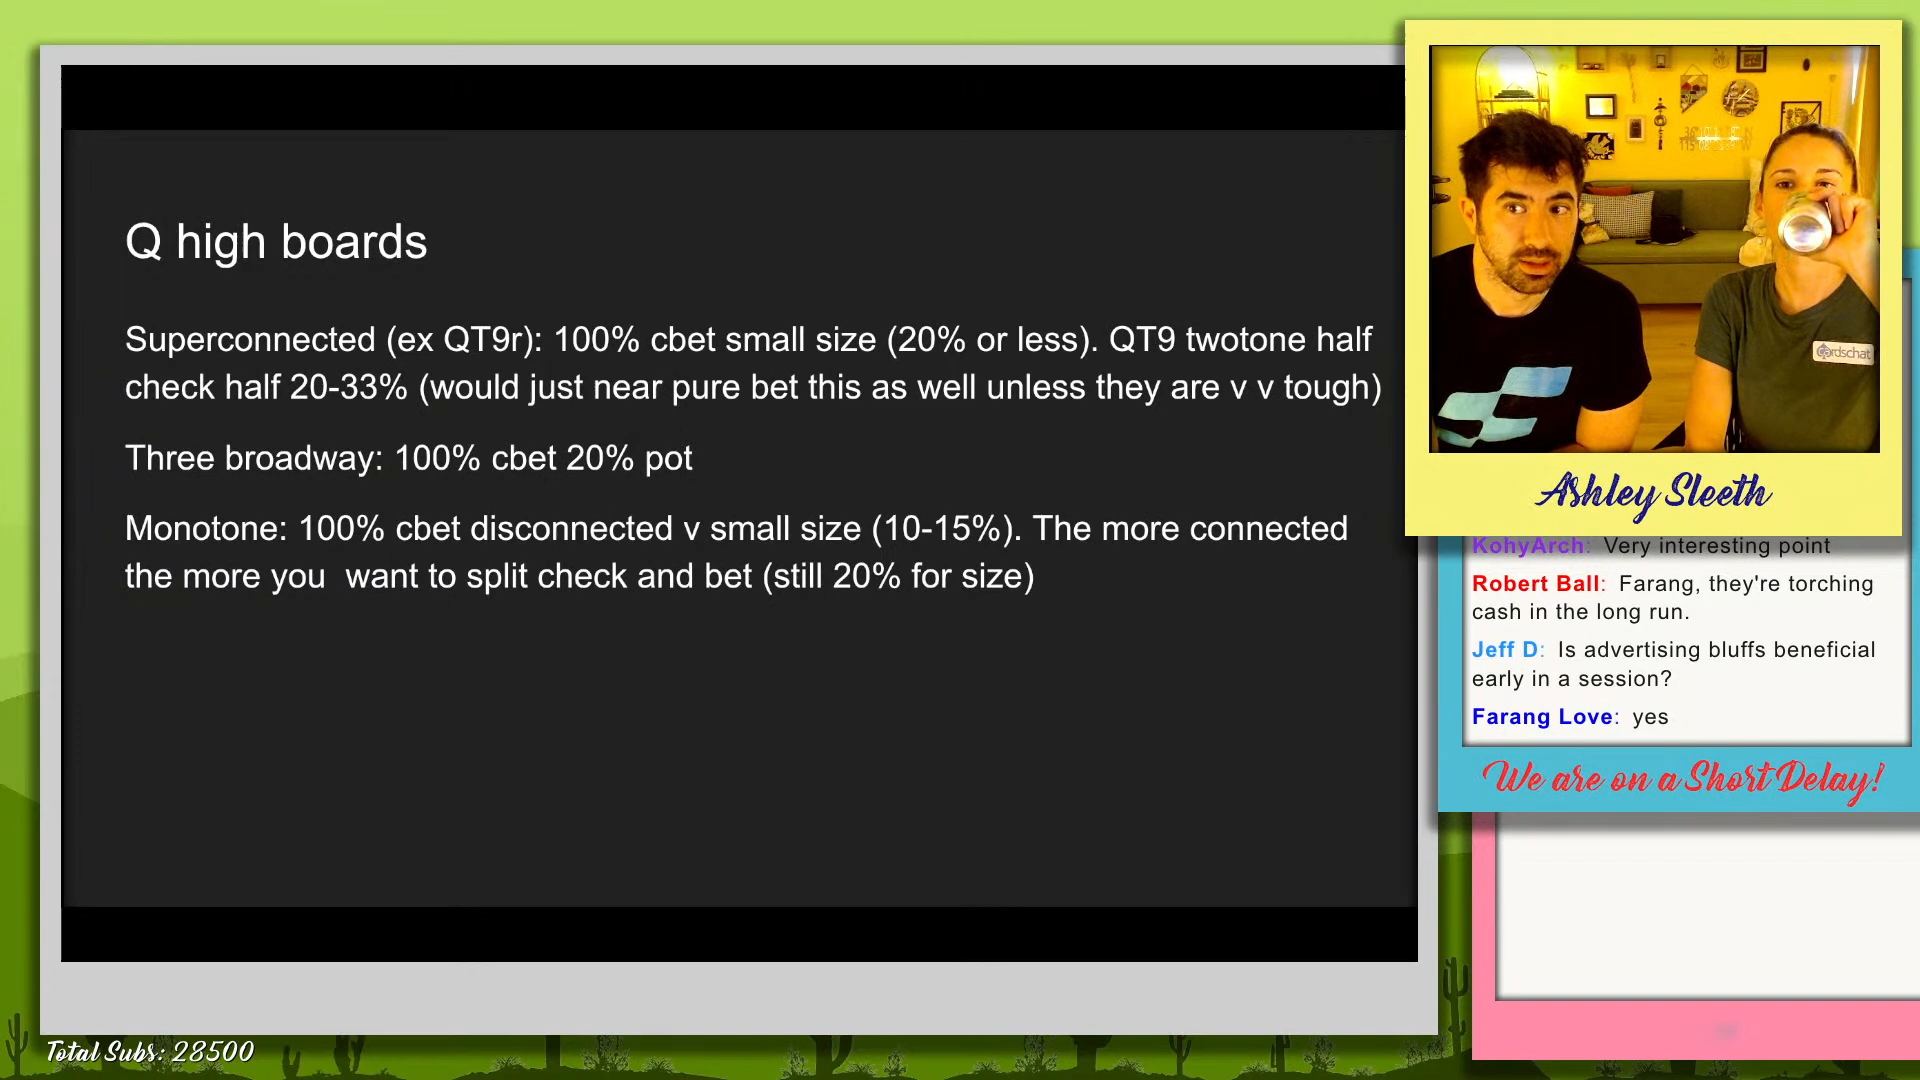 Q high boards
Superconnected (ex QT9r): 100% cbet small size (20% or less). QT9 twotone half
check half 20-33% (would just near pure bet this as well unless they are v v tough)
Three broadway: 100% cbet 20% pot
Monotone: 100% cbet disconnected v small size (10-15%). The more connected
the more you  want to split check and bet (still 20% for size)
cardschat
Ashley Sleeth
KohyArch: Very interesting point
Robert Ball: Farang, they're torching
cash in the long run.
Jeff D: Is advertising bluffs beneficial
early in a session?
Farang Love: yes
We are on a Short Delay!
Total Subs: 28500